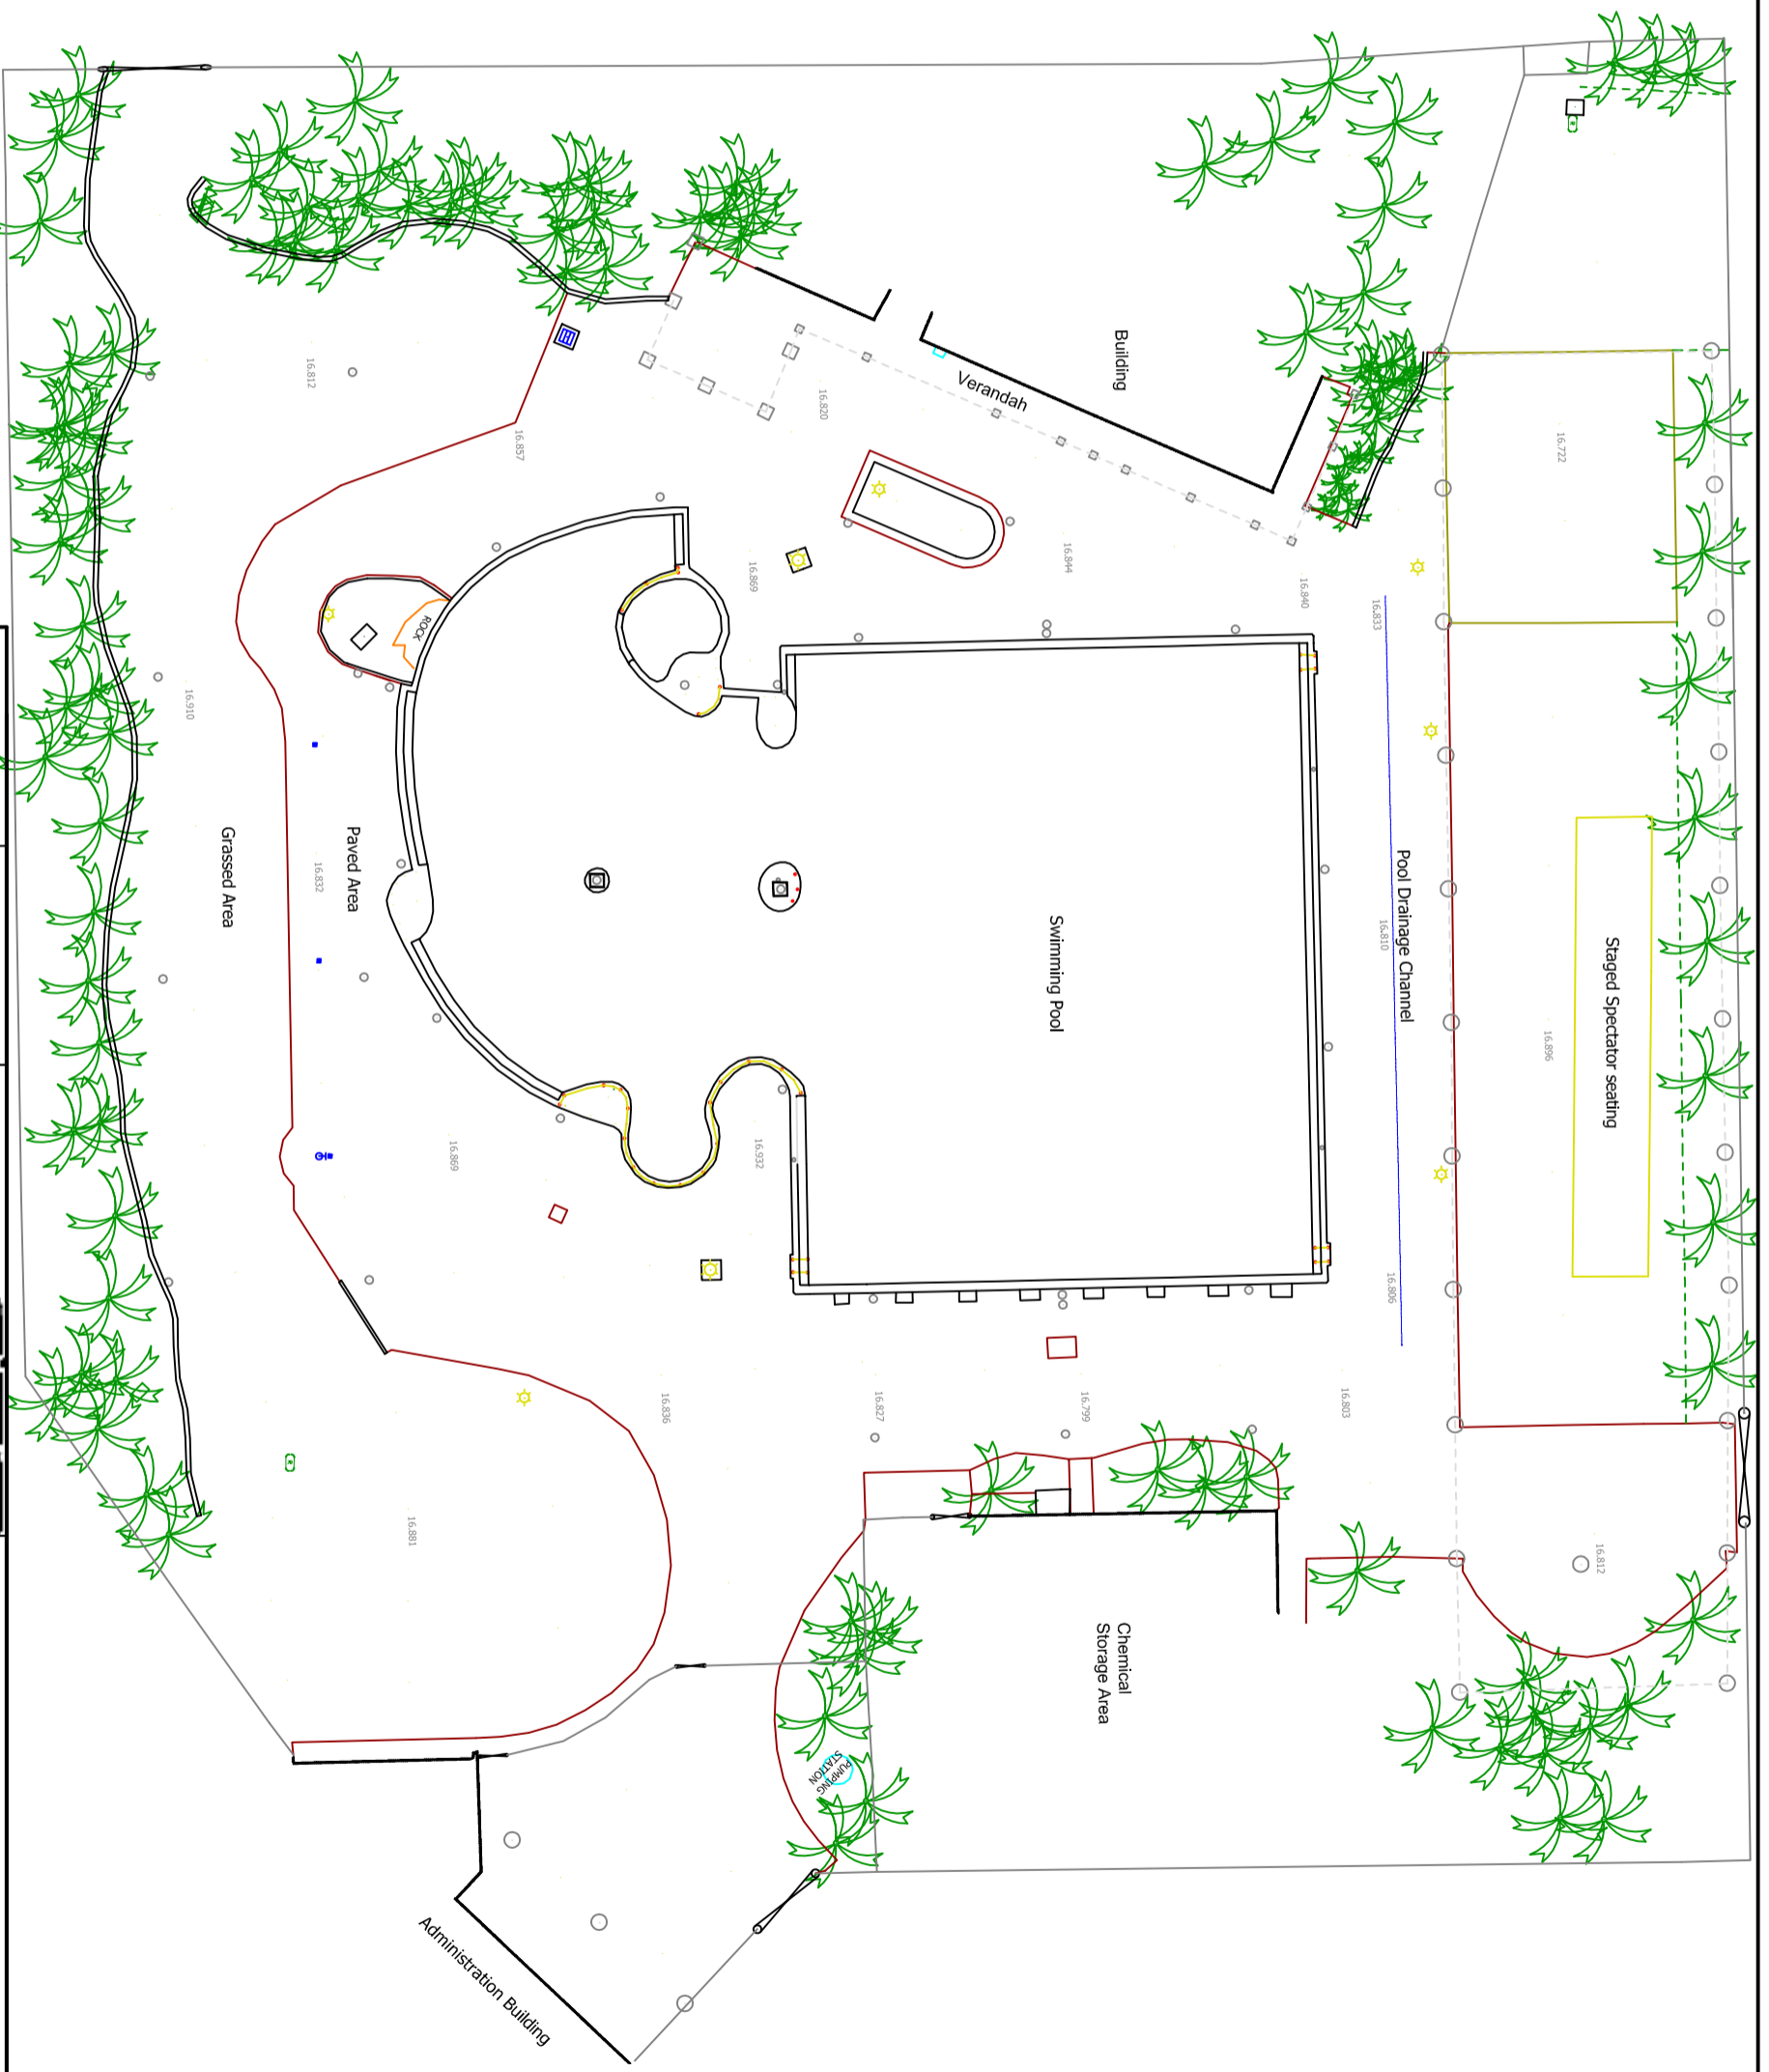 Building
Verandah
16.812
16.820
16.857
16.722
16.869
16.844
16.840
16.833
ROCK
16.910
Grassed Area
16.832
Paved Area
Swimming Pool
16.810
Pool Drainage Channel
16.896
Staged Spectator seating
16.869
16.932
16.806
16.836
16.827
16.799
16.803
16.881
16.812
Chemical
Storage Area
PUMPING
STATION
Administration Building